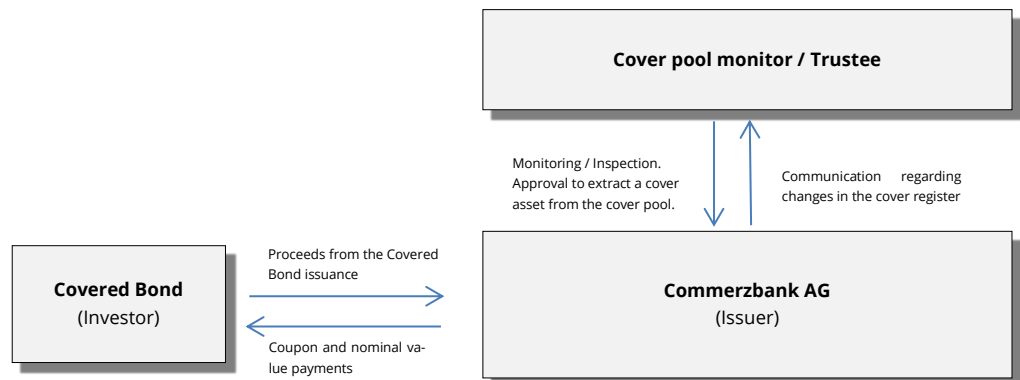 Cover pool monitor / Trustee
Monitoring / Inspection.
Approval to extract a cover
asset from the cover pool.
Communication regarding
changes in the cover register
Proceeds from the Covered
Bond issuance
Covered Bond
(Investor)
Commerzbank AG
(Issuer)
Coupon and nominal va-
lue payments